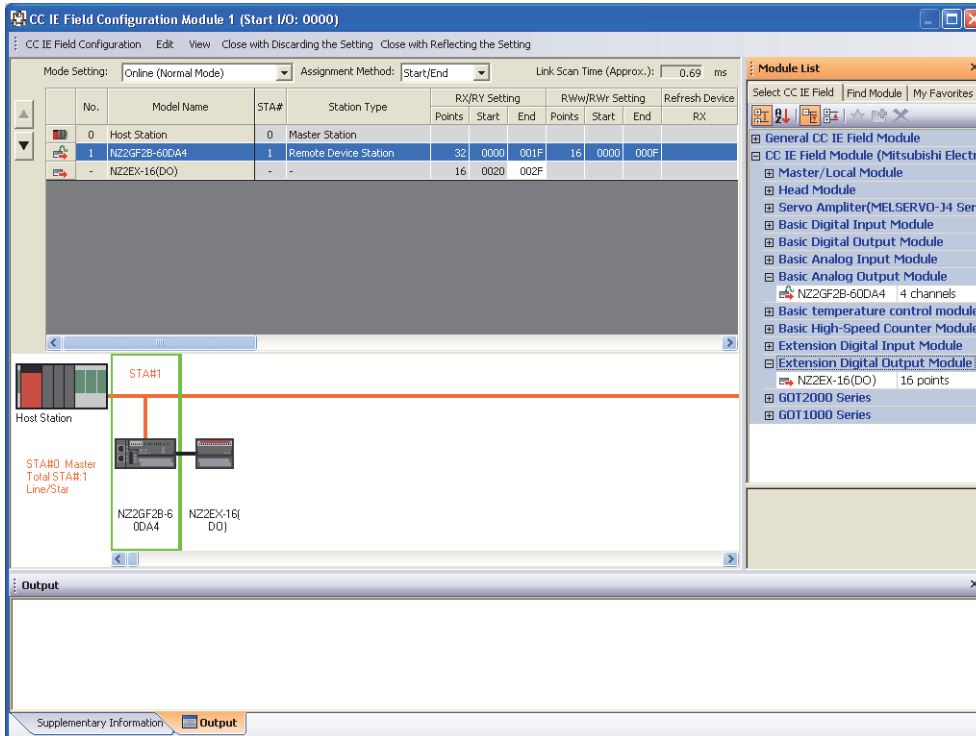 CC IE Field Configuration Module 1 (Start I/O: 0000)
CC IE Field Configuration Edit View Close with Discarding the Setting Close with Reflecting the Setting
Mode Setting: Online (Normal Mode) Assignment Method: Start/End Link Scan Time (Approx.): 0.69 ms
No. Model Name STA# Station Type RX/RY Setting RWw/RWr Setting Refresh Device
Points Start End Points Start End RX
0 Host Station 0 Master Station
1 NZ2GF2B-60DA4 1 Remote Device Station 32 0000 001F 16 0000 000F
- NZ2EX-16(DO) - - 16 0020 002F
STA#1
Host Station
STA#0 Master
Total STA#:1
Line/Star
NZ2GF2B-6
0DA4
NZ2EX-16(
DO)
Module List
Select CC IE Field Find Module My Favorites
General CC IE Field Module
CC IE Field Module (Mitsubishi Electr
Master/Local Module
Head Module
Servo Ampliter(MELSERVO-J4 Ser
Basic Digital Input Module
Basic Digital Output Module
Basic Analog Input Module
Basic Analog Output Module
NZ2GF2B-60DA4 4 channels
Basic temperature control module
Basic High-Speed Counter Module
Extension Digital Input Module
Extension Digital Output Module
NZ2EX-16(DO) 16 points
GOT2000 Series
GOT1000 Series
Output
Supplementary Information Output